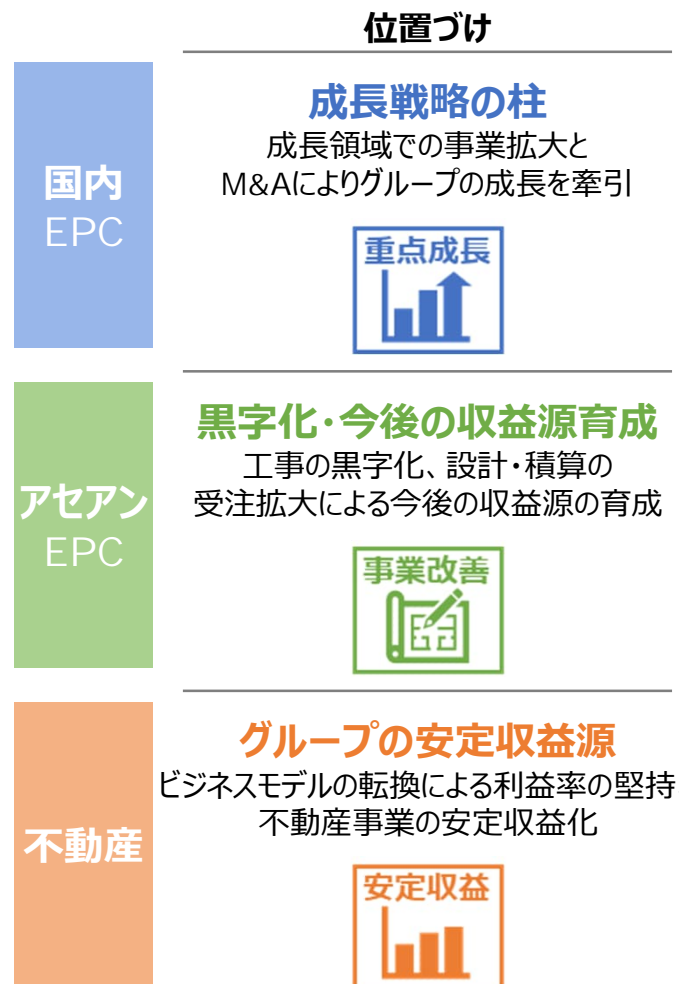 位置づけ
国内
EPC
成長戦略の柱
成長領域での事業拡大と
M&Aによりグループの成長を牽引
重点成長
アセアン
EPC
黒字化・今後の収益源育成
工事の黒字化、設計・積算の
受注拡大による今後の収益源の育成
事業改善
不動産
グループの安定収益源
ビジネスモデルの転換による利益率の堅持
不動産事業の安定収益化
安定収益